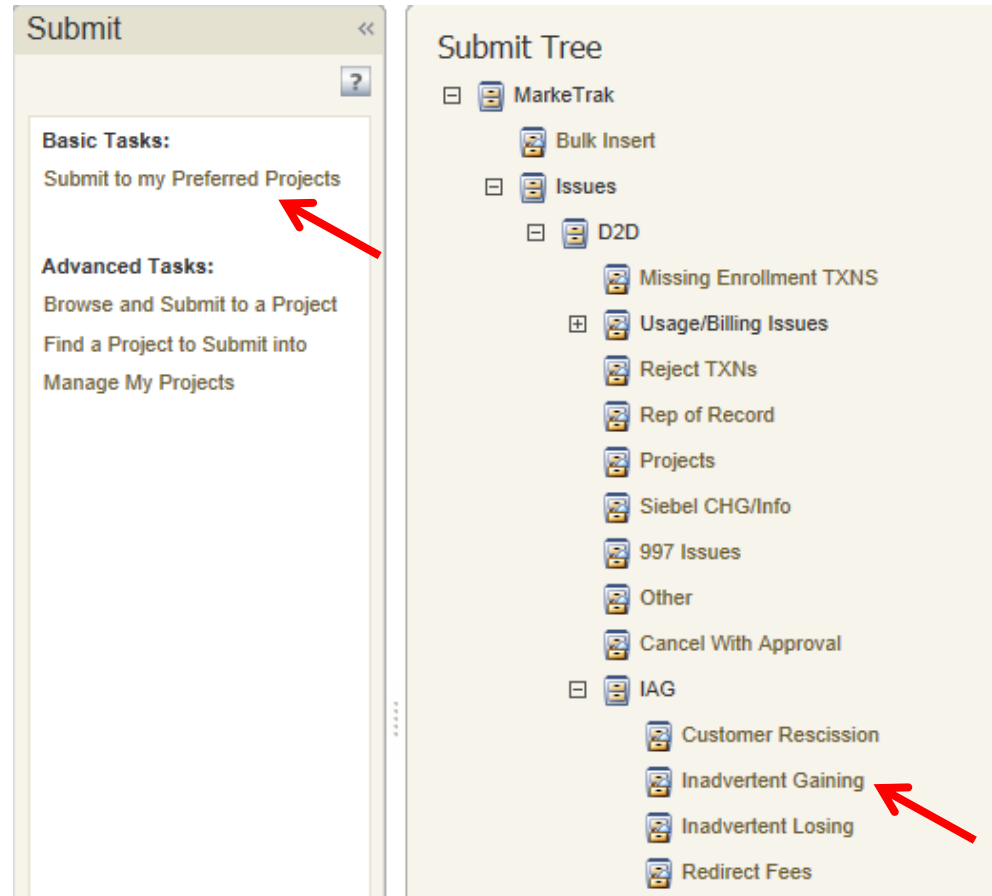 Submit «
?
Basic Tasks:
Submit to my Preferred Projects
Advanced Tasks:
Browse and Submit to a Project
Find a Project to Submit into
Manage My Projects
Submit Tree
MarkeTrak
Bulk Insert
Issues
D2D
Missing Enrollment TXNS
Usage/Billing Issues
Reject TXNs
Rep of Record
Projects
Siebel CHG/Info
997 Issues
Other
Cancel With Approval
IAG
Customer Rescission
Inadvertent Gaining
Inadvertent Losing
Redirect Fees